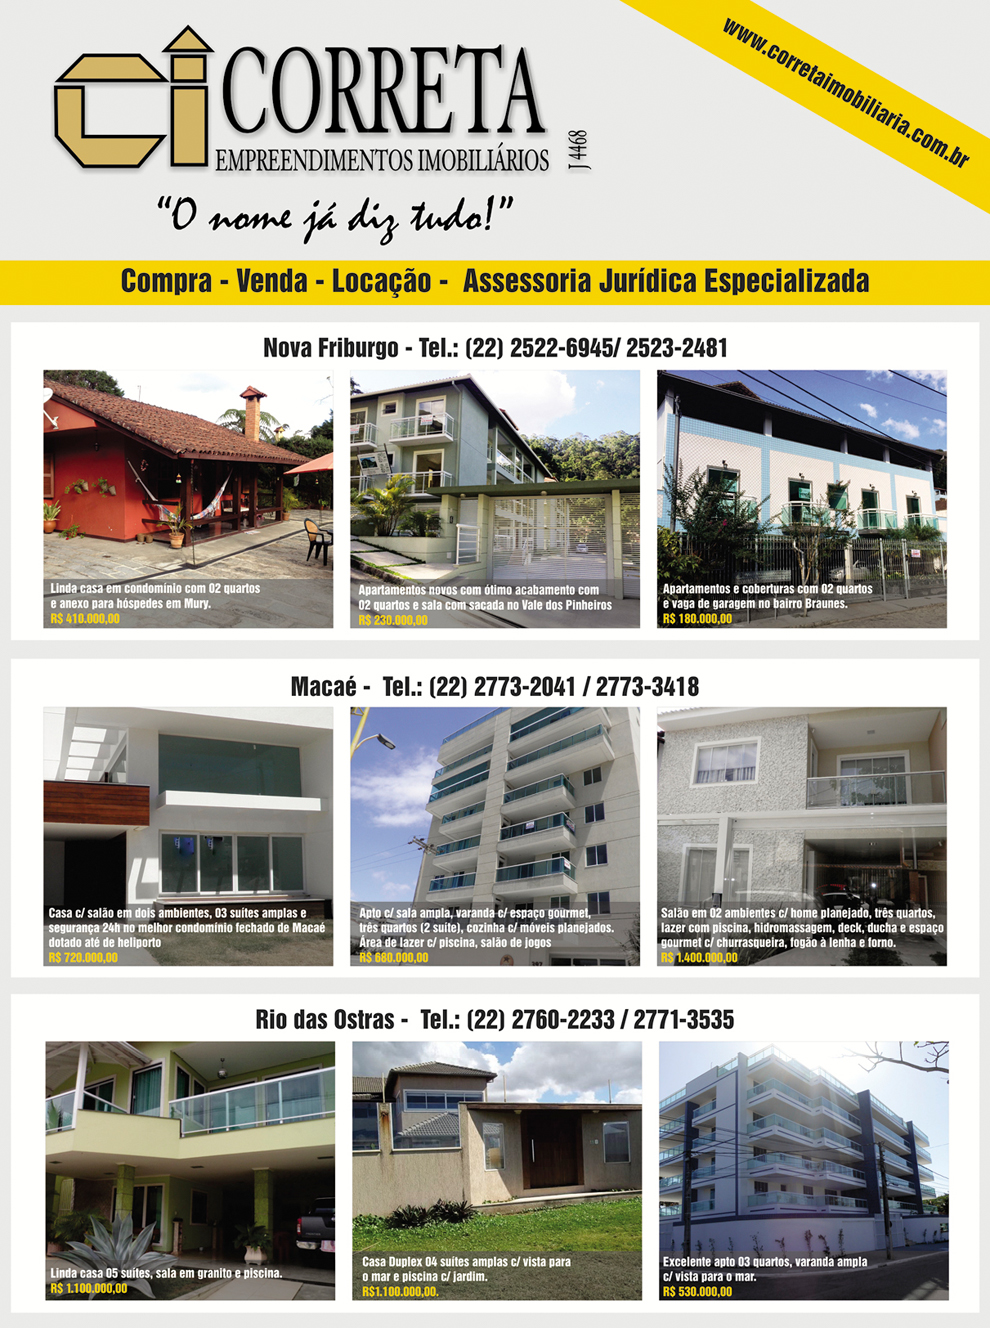 www.corretaimobiliaria.com.br
CI CORRETA
EMPREENDIMENTOS IMOBILIÁRIOS
J 4468
"O nome já diz tudo!"
Compra - Venda - Locação - Assessoria Jurídica Especializada
Nova Friburgo - Tel.: (22) 2522-6945/ 2523-2481
Linda casa em condomínio com 02 quartos
e anexo para hóspedes em Mury.
R$ 410.000,00
Apartamentos novos com ótimo acabamento com
02 quartos e sala com sacada no Vale dos Pinheiros
R$ 230.000,00
Apartamentos e coberturas com 02 quartos
e vaga de garagem no bairro Braunes.
R$ 180.000,00
Macaé - Tel.: (22) 2773-2041 / 2773-3418
Casa c/ salão em dois ambientes, 03 suítes amplas e
segurança 24h no melhor condomínio fechado de Macaé
dotado até de heliporto
R$ 720.000,00
Apto c/ sala ampla, varanda c/ espaço gourmet,
três quartos (2 suíte), cozinha c/ móveis planejados.
Área de lazer c/ piscina, salão de jogos
R$ 680.000,00
Salão em 02 ambientes c/ home planejado, três quartos,
lazer com piscina, hidromassagem, deck, ducha e espaço
gourmet c/ churrasqueira, fogão à lenha e forno.
R$ 1.400.000,00
Rio das Ostras - Tel.: (22) 2760-2233 / 2771-3535
Linda casa 05 suítes, sala em granito e piscina.
R$ 1.100.000,00
Casa Duplex 04 suítes amplas c/ vista para
o mar e piscina c/ jardim.
R$1.100.000,00.
Excelente apto 03 quartos, varanda ampla
c/ vista para o mar.
R$ 530.000,00